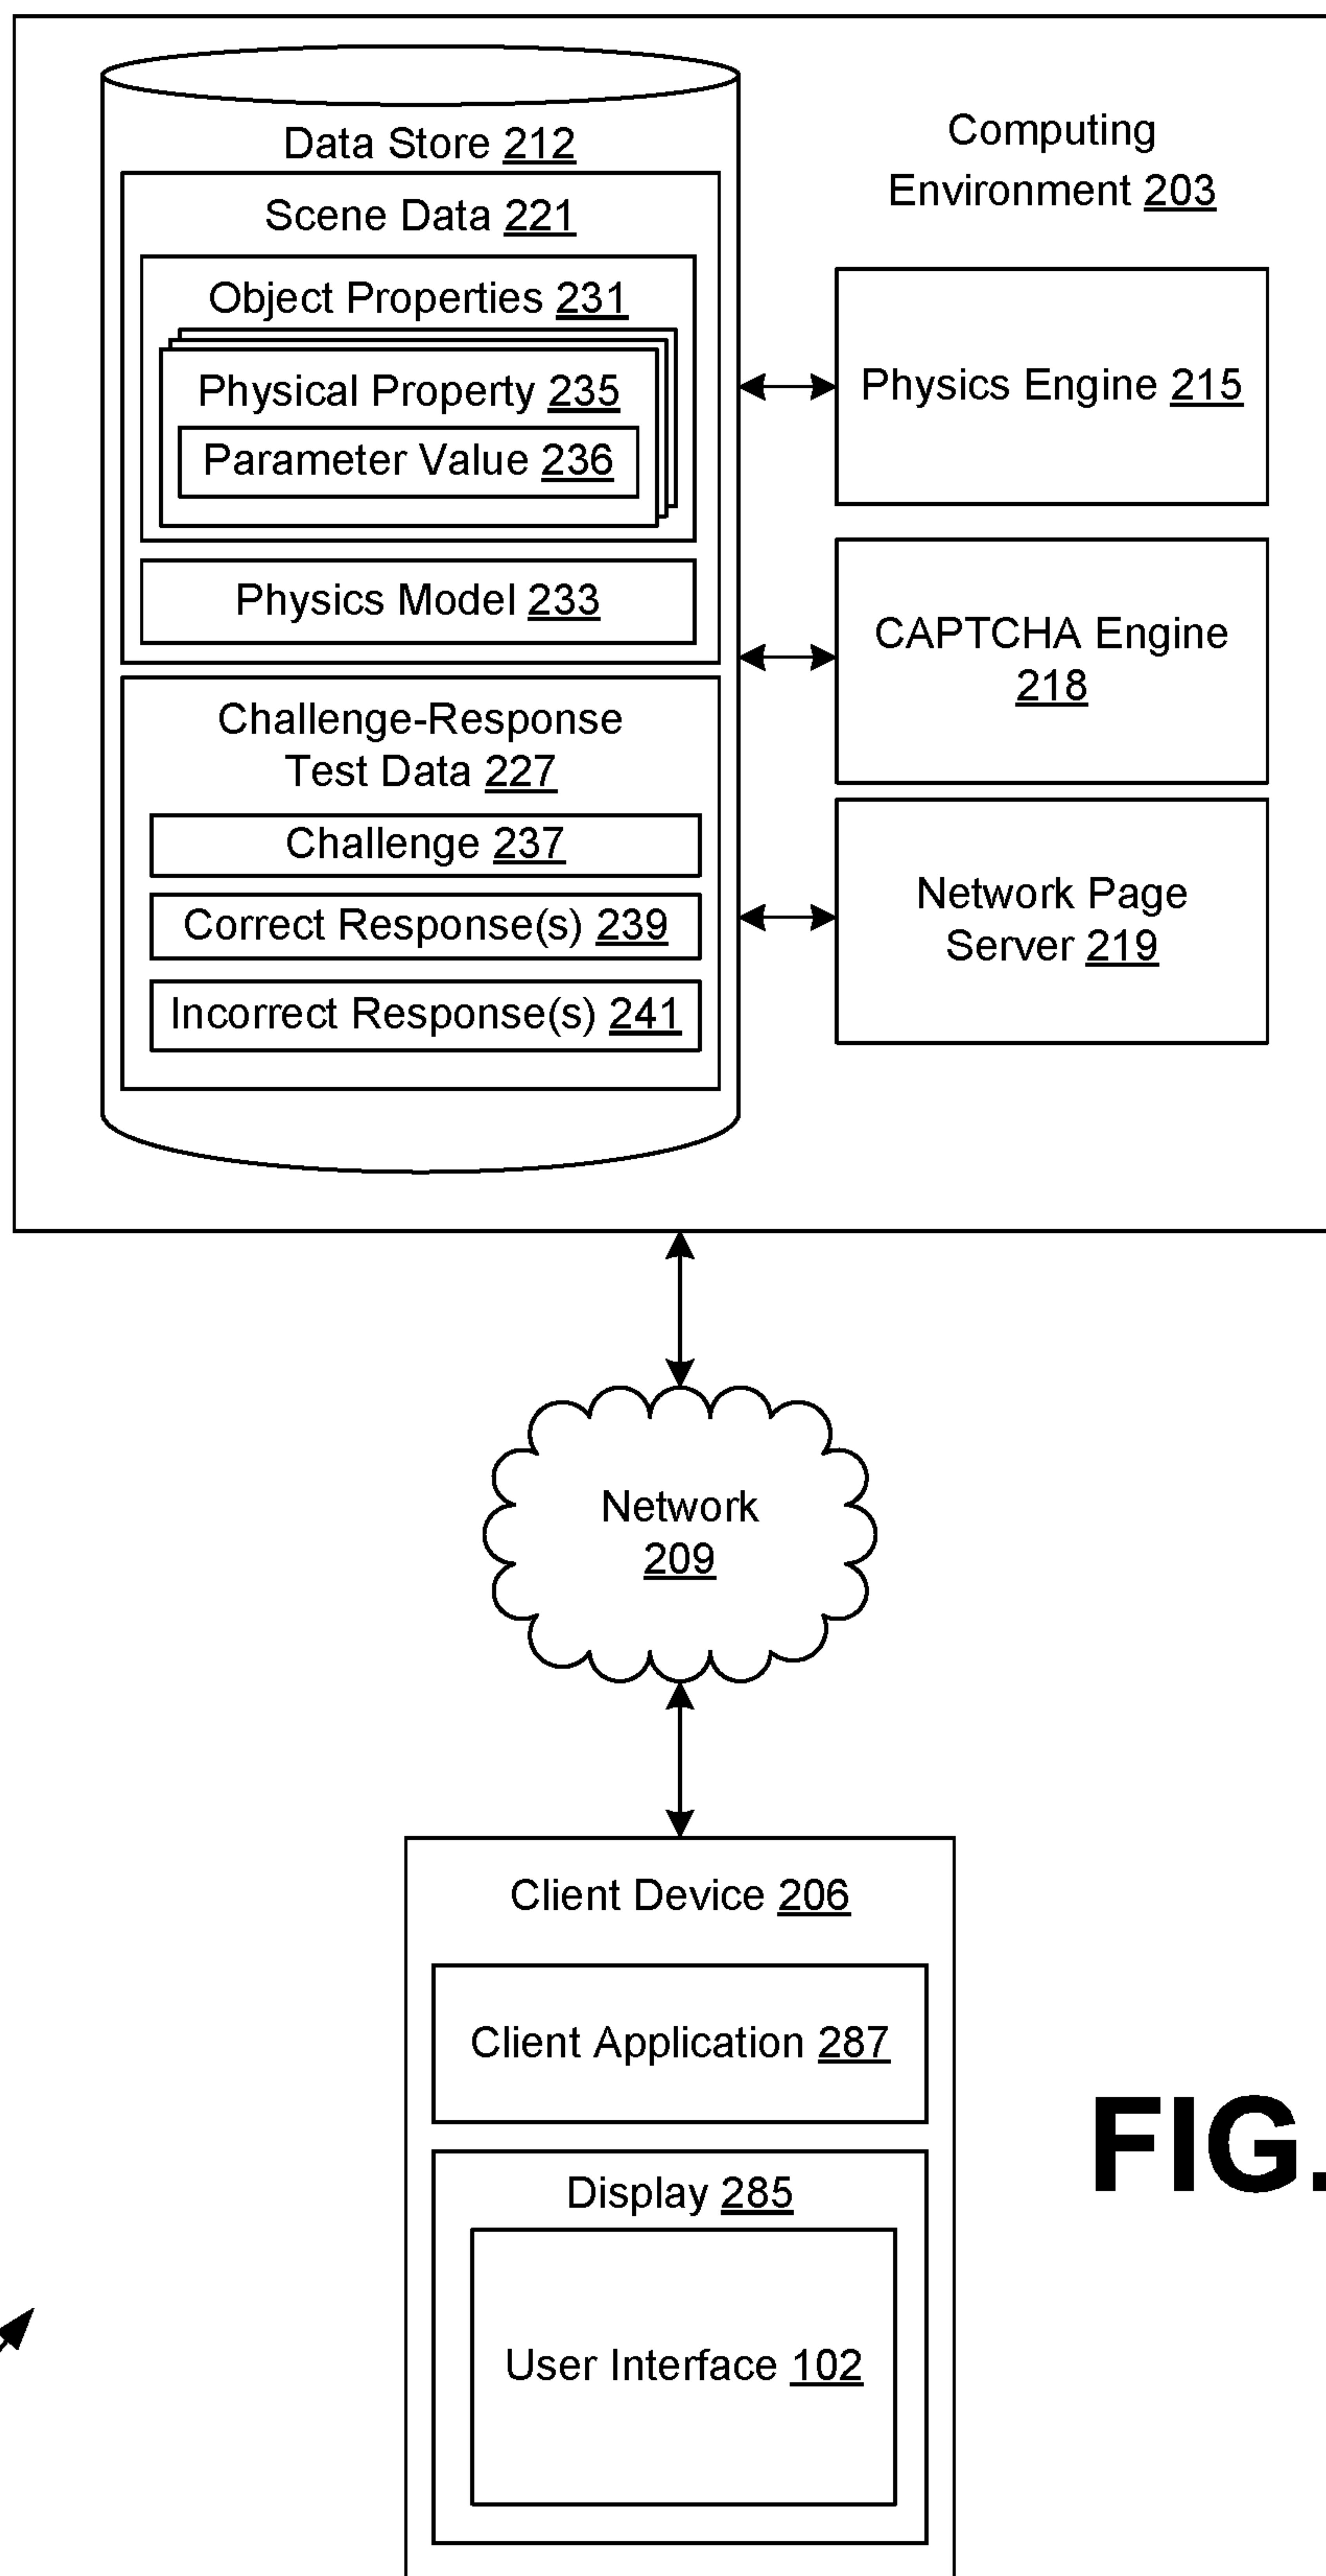 Data Store 212
Scene Data 221
Object Properties 231
Physical Property 235
Parameter Value 236
Physics Model 233
Challenge-Response
Test Data 227
Challenge 237
Correct Response(s) 239
Incorrect Response(s) 241
Computing
Environment 203
Physics Engine 215
CAPTCHA Engine
218
Network Page
Server 219
Network
209
Client Device 206
Client Application 287
Display 285
User Interface 102
FIG.